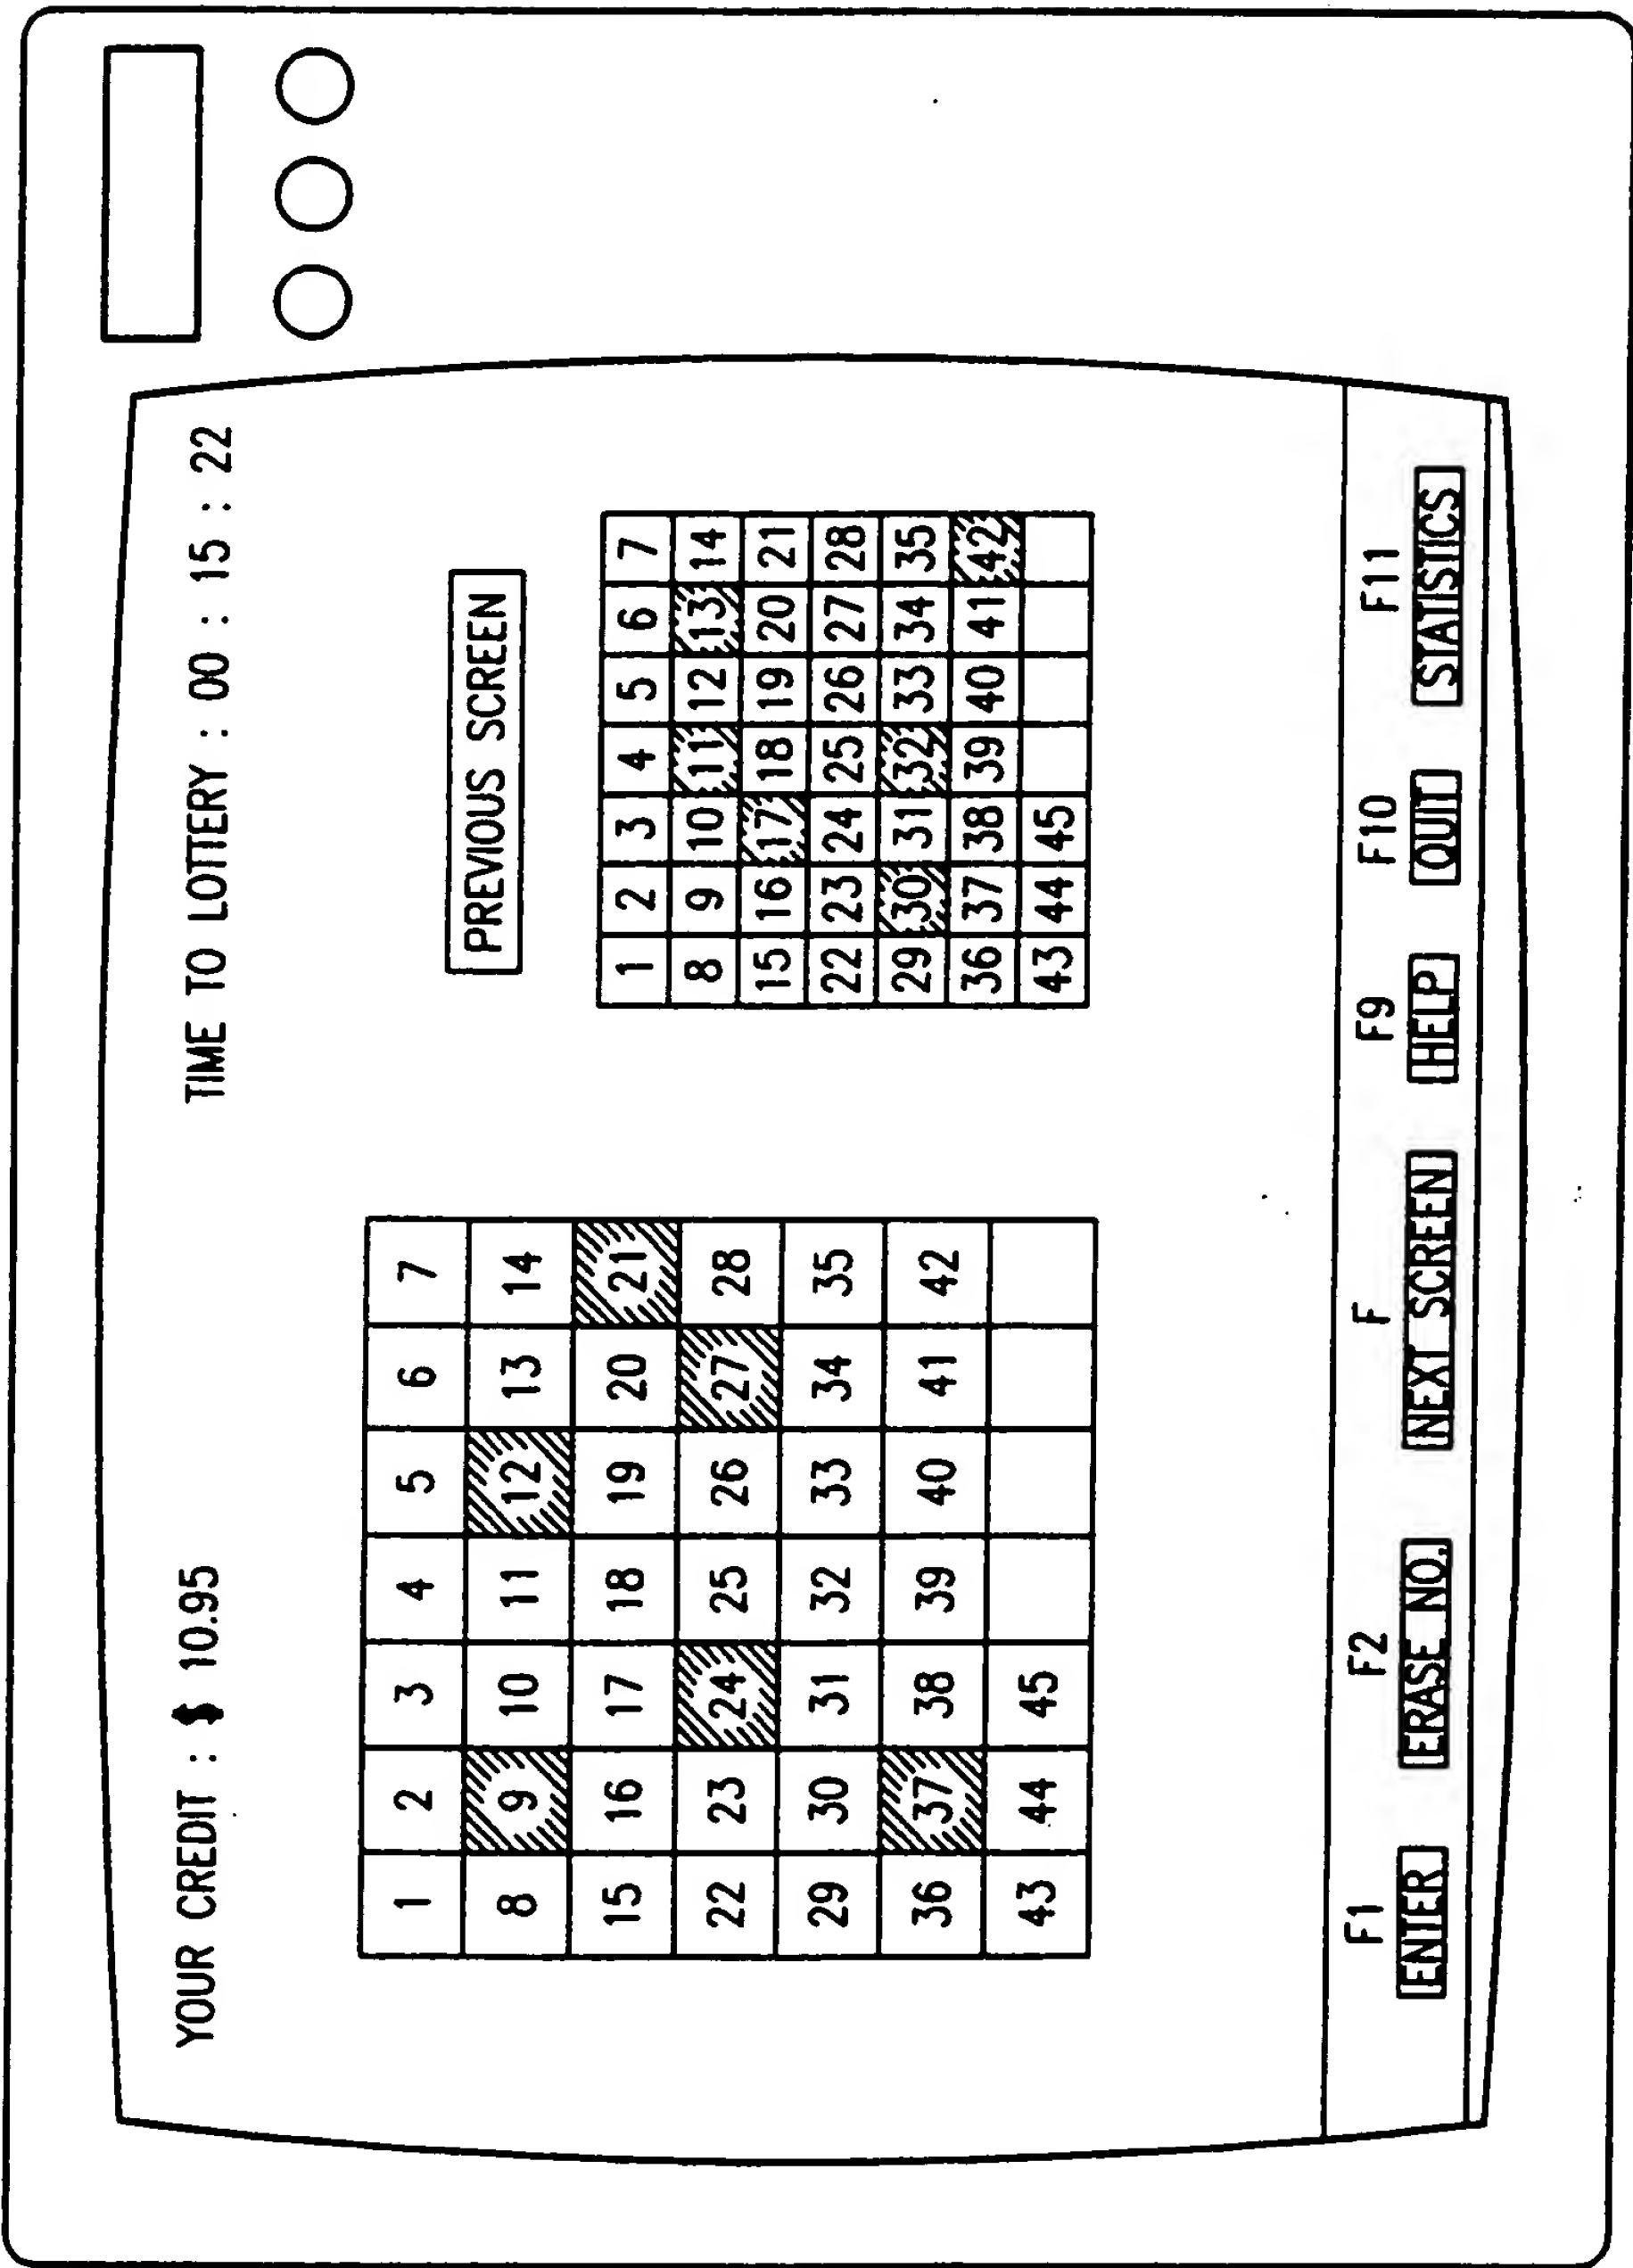 YOUR CREDIT : $ 10.95
TIME TO LOTTERY : 00 : 15 : 22
1 2 3 4 5 6 7
8 9 10 11 12 13 14
15 16 17 18 19 20 21
22 23 24 25 26 27 28
29 30 31 32 33 34 35
36 37 38 39 40 41 42
43 44 45
PREVIOUS SCREEN
1 2 3 4 5 6 7
8 9 10 11 12 13 14
15 16 17 18 19 20 21
22 23 24 25 26 27 28
29 30 31 32 33 34 35
36 37 38 39 40 41 42
43 44 45
F1 F2 F F9 F10 F11
ENTER ERASE NO. NEXT SCREEN HELP QUIT STATISTICS